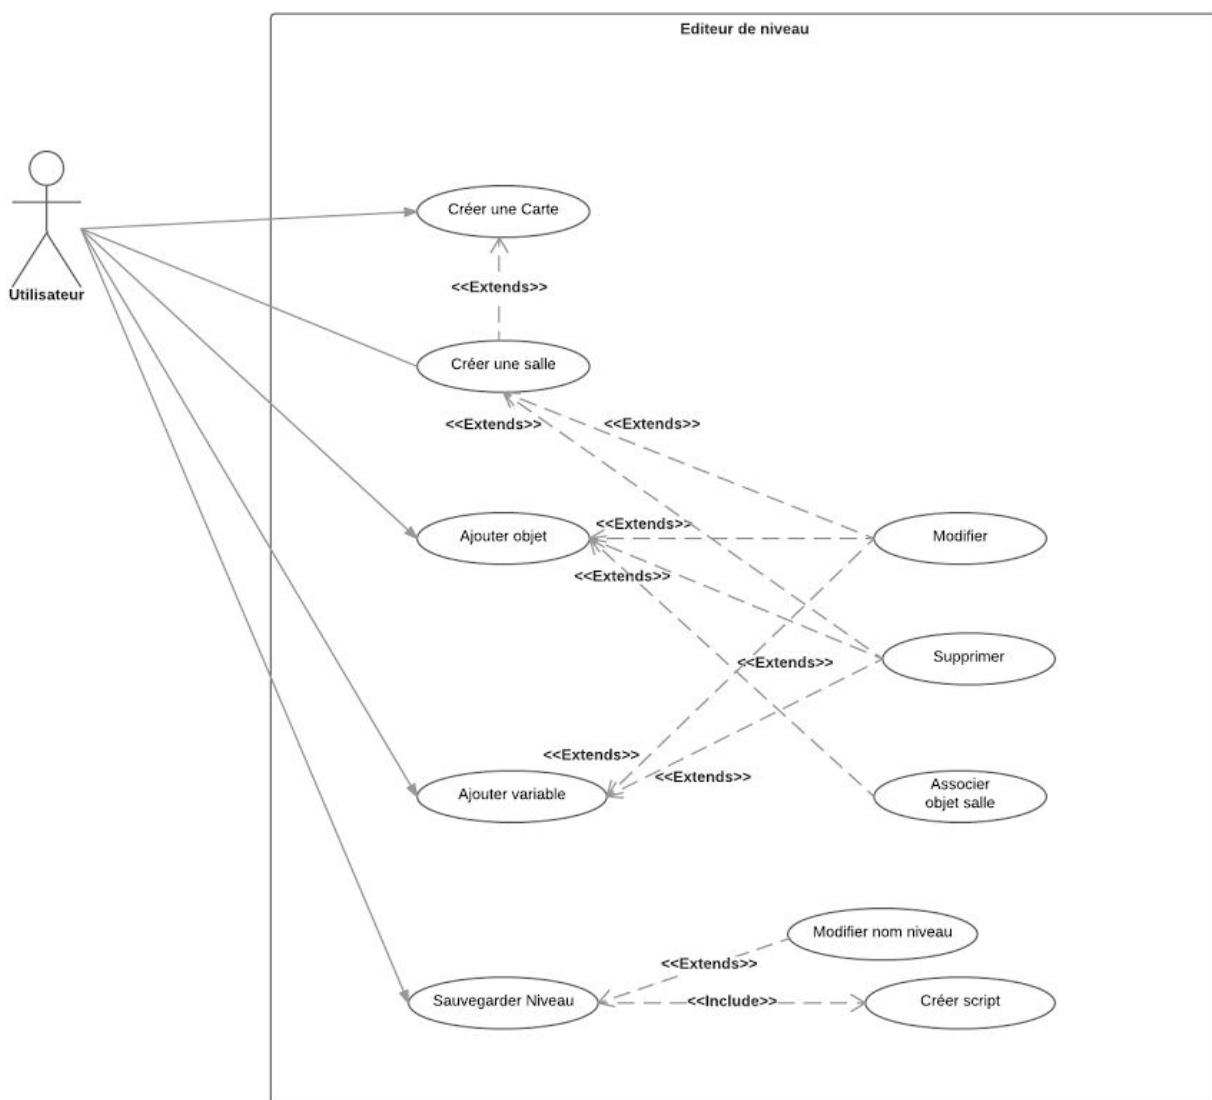 Editeur de niveau
Créer une Carte
<<Extends>>
Utilisateur
Créer une salle
<<Extends>>
<<Extends>>
<<Extends>>
Ajouter objet
Modifier
<<Extends>>
<<Extends>>
Supprimer
<<Extends>>
<<Extends>>
Ajouter variable
Associer
objet salle
Modifier nom niveau
<<Extends>>
Sauvegarder Niveau
<<Include>>
Créer script